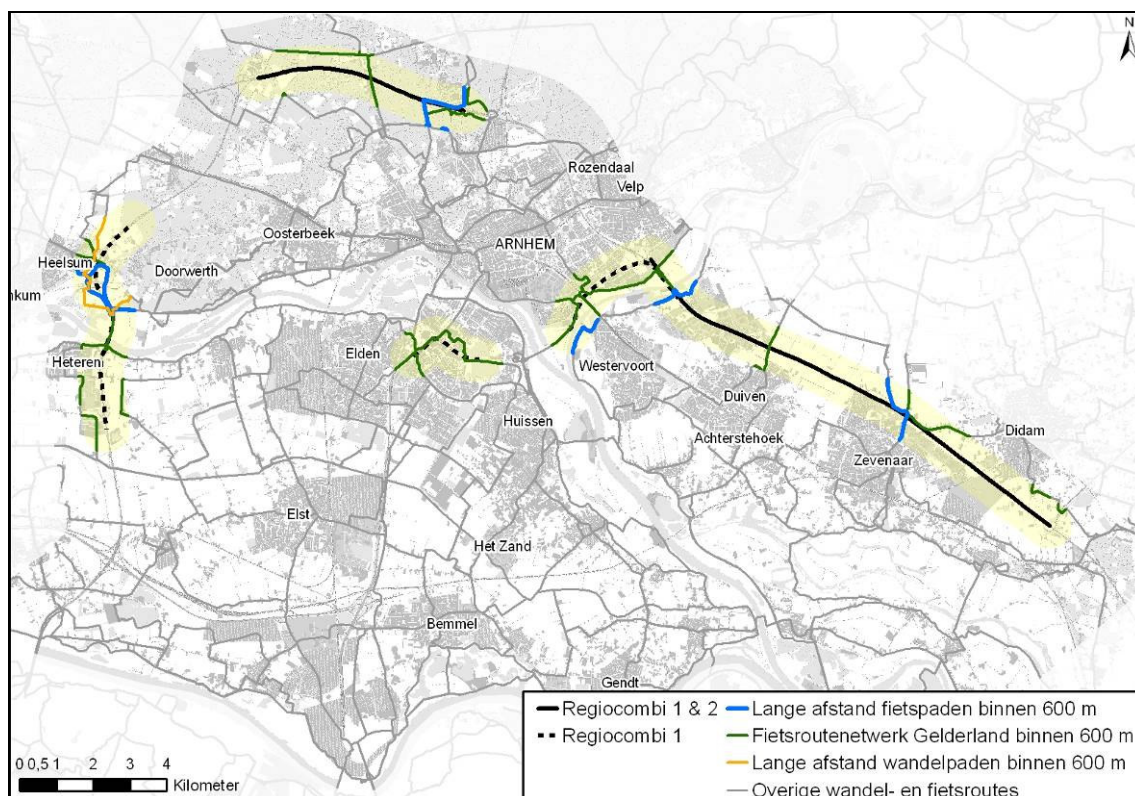 N
Rozendaal
Velp
Oosterbeek
ARNHEM
Heelsum
Doorwerth
nkum
Heteren
Elden
Westervoort
Duiven
Huissen
Achterstehoek
Didam
Zevenaar
Elst
Het Zand
Bemmel
Gendt
Regiocombi 1 & 2
Lange afstand fietspaden binnen 600 m
Regiocombi 1
Fietsroutenetwerk Gelderland binnen 600 m
Lange afstand wandelpaden binnen 600 m
Overige wandel- en fietsroutes
0 0,5 1 2 3 4
Kilometer